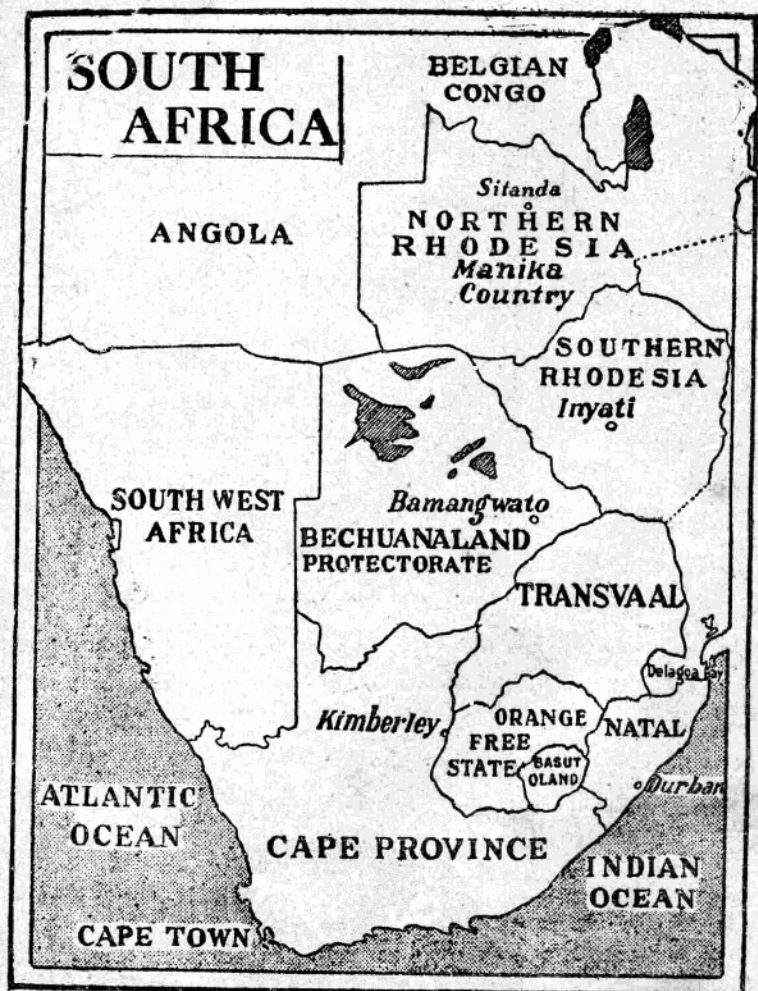 SOUTH
AFRICA
BELGIAN
CONGO
Sitanda
ANGOLA
NORTHERN
RHODESIA
Manika
Country
SOUTHERN
RHODESIA
Inyati
SOUTH WEST
AFRICA
Bamangwato
BECHUANALAND
PROTECTORATE
TRANSVAAL
Delagoa Bay
Kimberley
ORANGE
FREE
STATE
NATAL
BASUT
OLAND
Durban
ATLANTIC
OCEAN
CAPE PROVINCE
INDIAN
OCEAN
CAPE TOWN